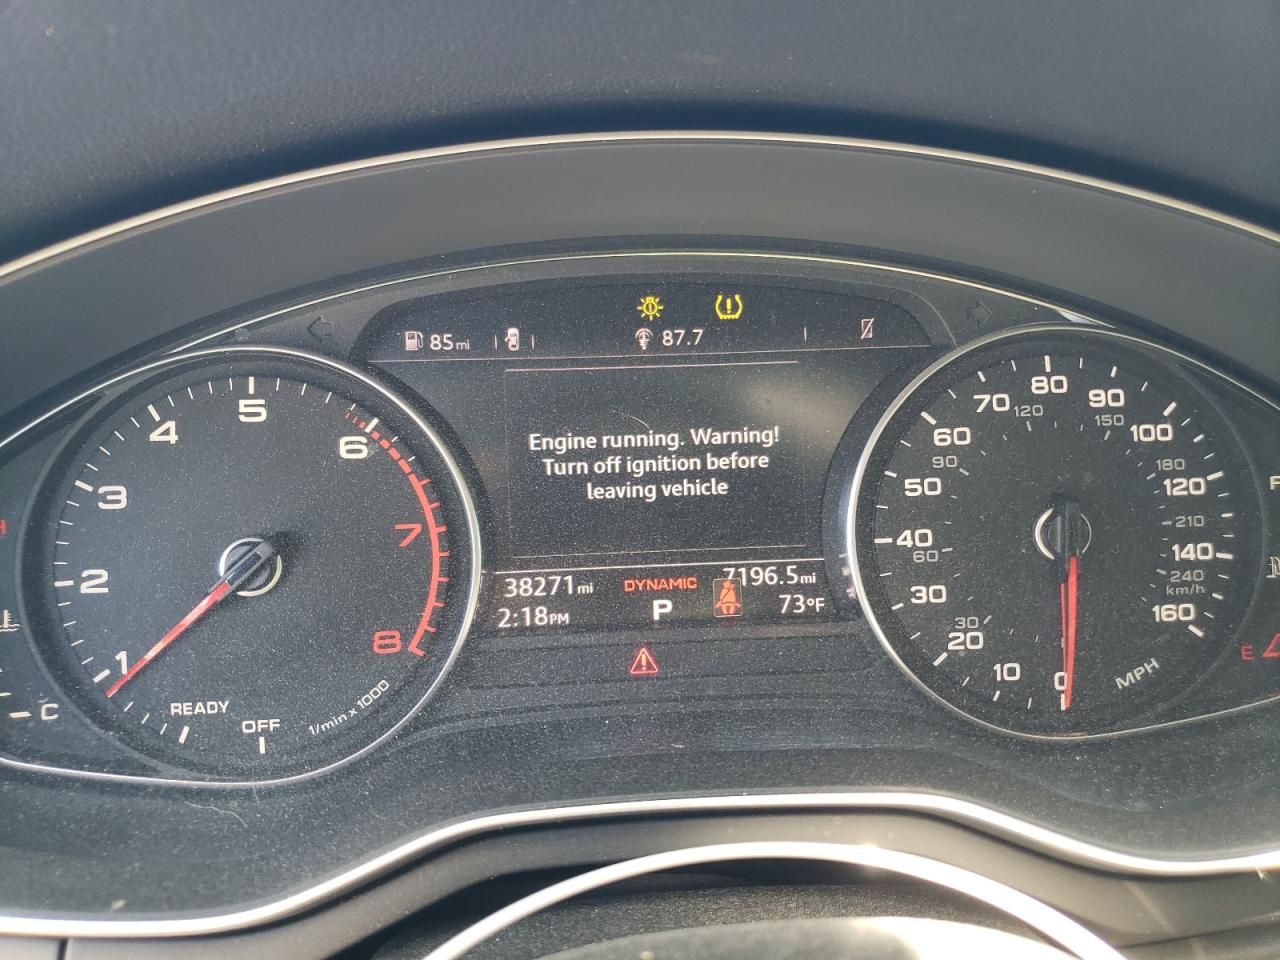 85mi
87.7
Engine running. Warning!
Turn off ignition before
leaving vehicle
38271mi
DYNAMIC
7196.5mi
2:18PM
P
73°F
1
2
3
4
5
6
7
8
READY
OFF
1/min x 1000
C
H
0
10
20
30
40
50
60
70
80
90
100
120
140
160
MPH
30
60
90
120
150
180
210
240
km/h
F
E